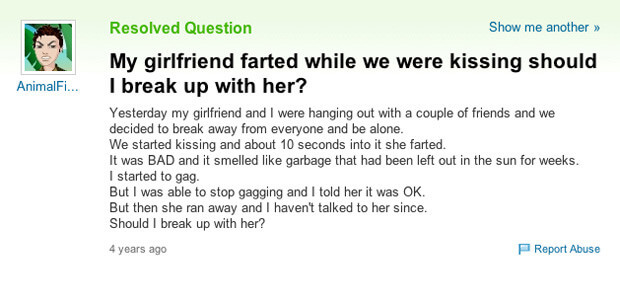 Resolved Question
Show me another »
AnimalFi...
My girlfriend farted while we were kissing should
I break up with her?
Yesterday my girlfriend and I were hanging out with a couple of friends and we
decided to break away from everyone and be alone.
We started kissing and about 10 seconds into it she farted.
It was BAD and it smelled like garbage that had been left out in the sun for weeks.
I started to gag.
But I was able to stop gagging and I told her it was OK.
But then she ran away and I haven't talked to her since.
Should I break up with her?
4 years ago
Report Abuse